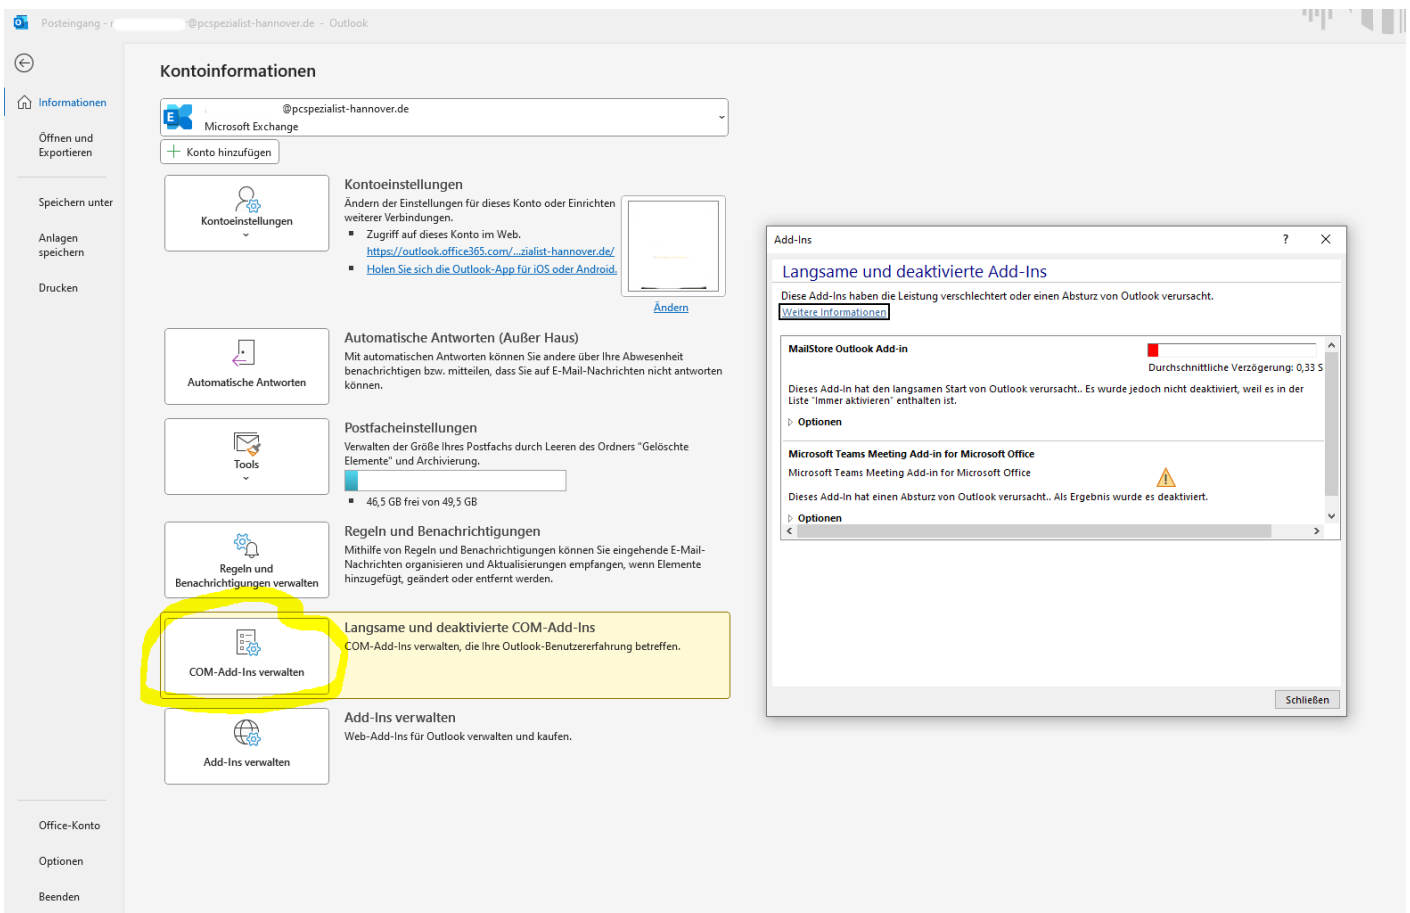 Posteingang - r @pcspezialist-hannover.de - Outlook
Informationen
Öffnen und
Exportieren
Speichern unter
Anlagen
speichern
Drucken
Office-Konto
Optionen
Beenden
Kontoinformationen
@pcspezialist-hannover.de
Microsoft Exchange
Konto hinzufügen
Kontoeinstellungen
Kontoeinstellungen
Ändern der Einstellungen für dieses Konto oder Einrichten
weiterer Verbindungen.
Zugriff auf dieses Konto im Web.
https://outlook.office365.com/...zialist-hannover.de/
Holen Sie sich die Outlook-App für iOS oder Android.
Ändern
Automatische Antworten
Automatische Antworten (Außer Haus)
Mit automatischen Antworten können Sie andere über Ihre Abwesenheit
benachrichtigen bzw. mitteilen, dass Sie auf E-Mail-Nachrichten nicht antworten
können.
Tools
Postfacheinstellungen
Verwalten der Größe Ihres Postfachs durch Leeren des Ordners "Gelöschte
Elemente" und Archivierung.
46,5 GB frei von 49,5 GB
Regeln und
Benachrichtigungen verwalten
Regeln und Benachrichtigungen
Mithilfe von Regeln und Benachrichtigungen können Sie eingehende E-Mail-
Nachrichten organisieren und Aktualisierungen empfangen, wenn Elemente
hinzugefügt, geändert oder entfernt werden.
COM-Add-Ins verwalten
Langsame und deaktivierte COM-Add-Ins
COM-Add-Ins verwalten, die Ihre Outlook-Benutzererfahrung betreffen.
Add-Ins verwalten
Add-Ins verwalten
Web-Add-Ins für Outlook verwalten und kaufen.
Add-Ins
?
Langsame und deaktivierte Add-Ins
Diese Add-Ins haben die Leistung verschlechtert oder einen Absturz von Outlook verursacht.
Weitere Informationen
MailStore Outlook Add-in
Durchschnittliche Verzögerung: 0,33 S
Dieses Add-In hat den langsamen Start von Outlook verursacht.. Es wurde jedoch nicht deaktiviert, weil es in der
Liste "Immer aktivieren" enthalten ist.
Optionen
Microsoft Teams Meeting Add-in for Microsoft Office
Microsoft Teams Meeting Add-in for Microsoft Office
Dieses Add-In hat einen Absturz von Outlook verursacht.. Als Ergebnis wurde es deaktiviert.
Optionen
Schließen